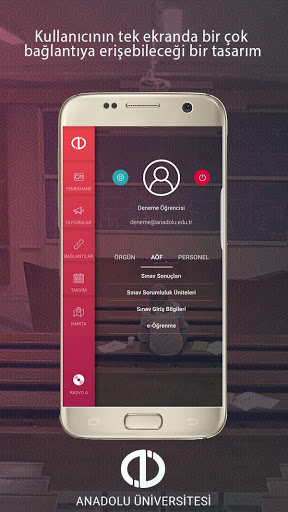 Kullanıcının tek ekranda bir çok
bağlantıya erişebileceği bir tasarım
YEMEKHANE
DUYURULAR
BAĞLANTILAR
TAKVİM
HARİTA
RADYO A
Deneme Öğrencisi
deneme@anadolu.edu.tr
ÖRGÜN AÖF PERSONEL
Sınav Sonuçları
Sınav Sorumluluk Üniteleri
Sınav Giriş Bilgileri
e-Öğrenme
ANADOLU ÜNİVERSİTESİ